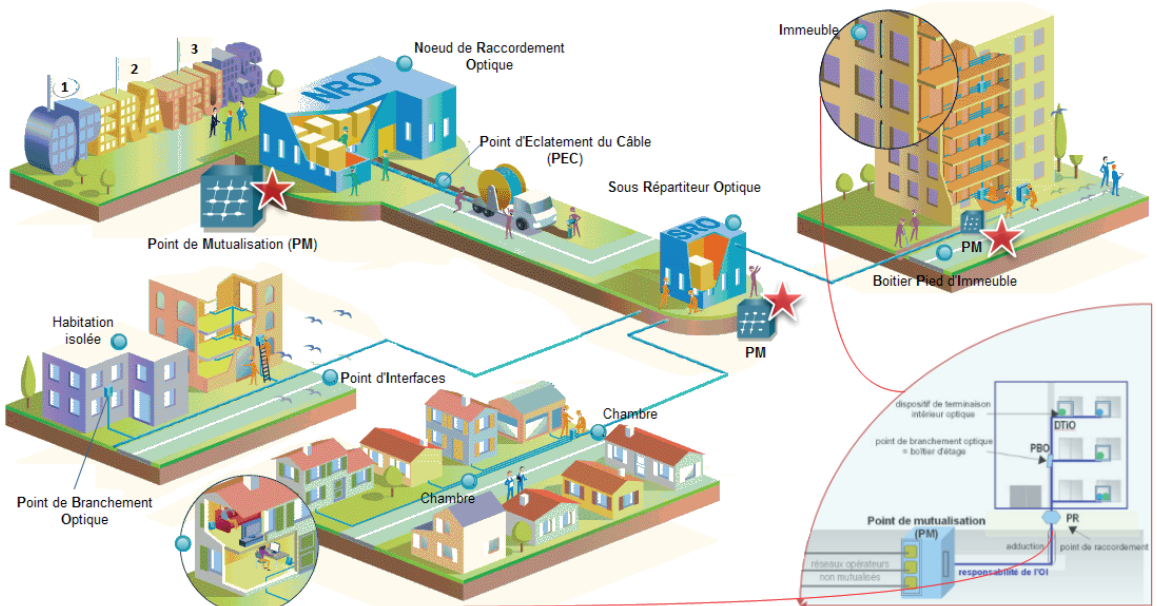 1
2
3
OPERATEURS
Noeud de Raccordement
Optique
NRO
Point d'Eclatement du Câble
(PEC)
Point de Mutualisation (PM)
Sous Répartiteur Optique
SRO
PM
Immeuble
PM
Boitier Pied d'Immeuble
Habitation
isolée
Point d'Interfaces
Chambre
Chambre
Point de Branchement
Optique
dispositif de terminaison
intérieur optique
DTiO
point de branchement optique
= boîtier d'étage
PBO
PR
Point de mutualisation
(PM)
adduction
point de raccordement
réseaux opérateurs
non mutualisés
responsabilité de l'OI